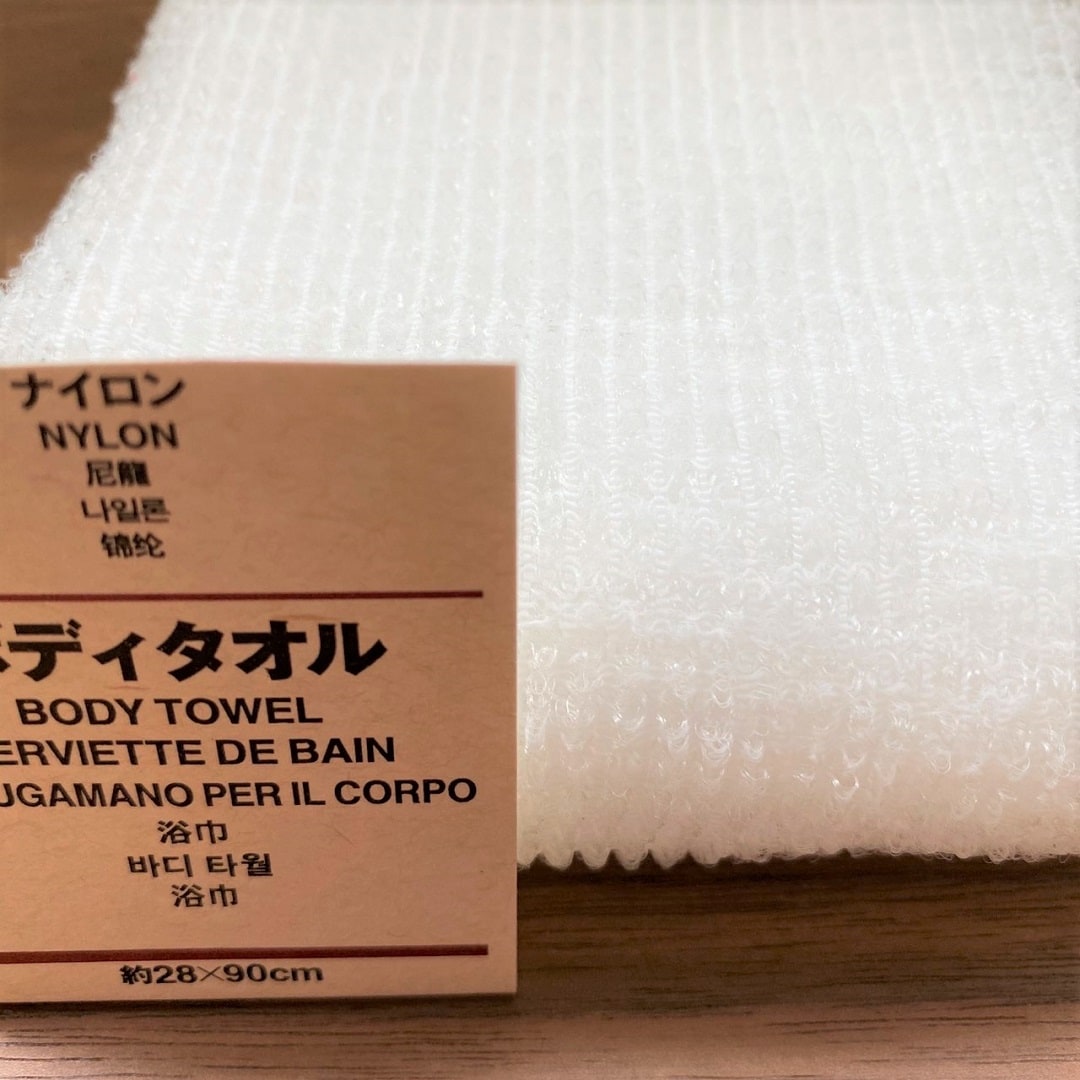 ナイロン
NYLON
尼龍
나일론
锦纶
ディタオル
BODY TOWEL
ERVIETTE DE BAIN
UGAMANO PER IL CORPO
浴巾
바디 타월
浴巾
約28×90cm